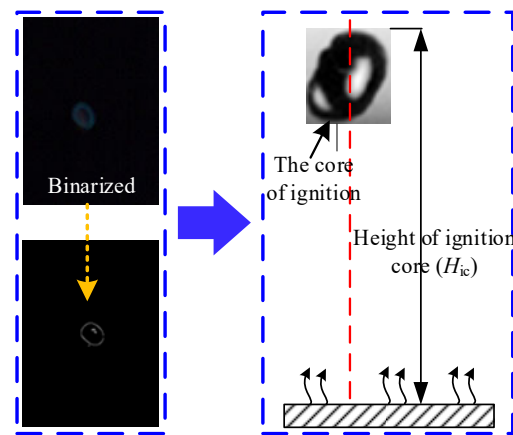 Binarized
The core
of ignition
Height of ignition
core (Hic)